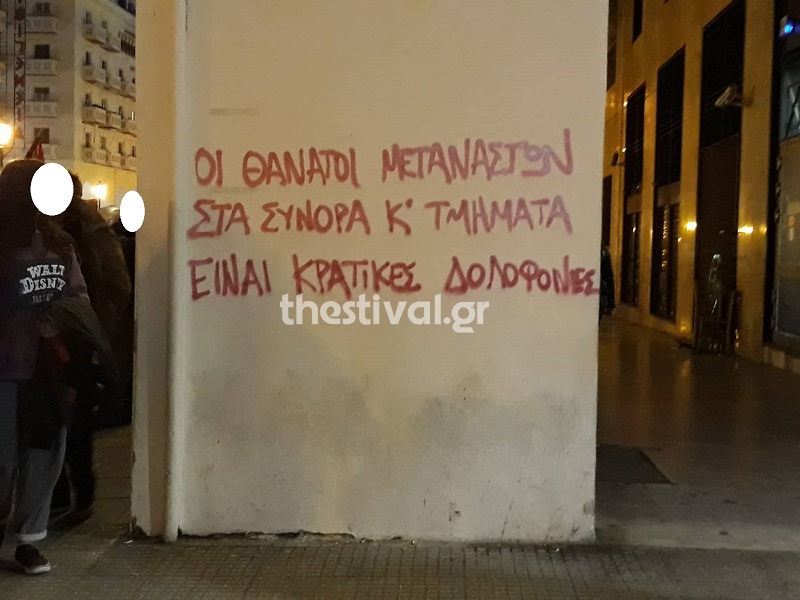 ΟΙ ΘΑΝΑΤΟΙ ΜΕΤΑΝΑΣΤΩΝ
ΣΤΑ ΣΥΝΟΡΑ Κ' ΤΜΗΜΑΤΑ
ΕΙΝΑΙ ΚΡΑΤΙΚΕΣ ΔΟΛΟΦΟΝΙΕΣ
thestival.gr
WALT
DISNEY